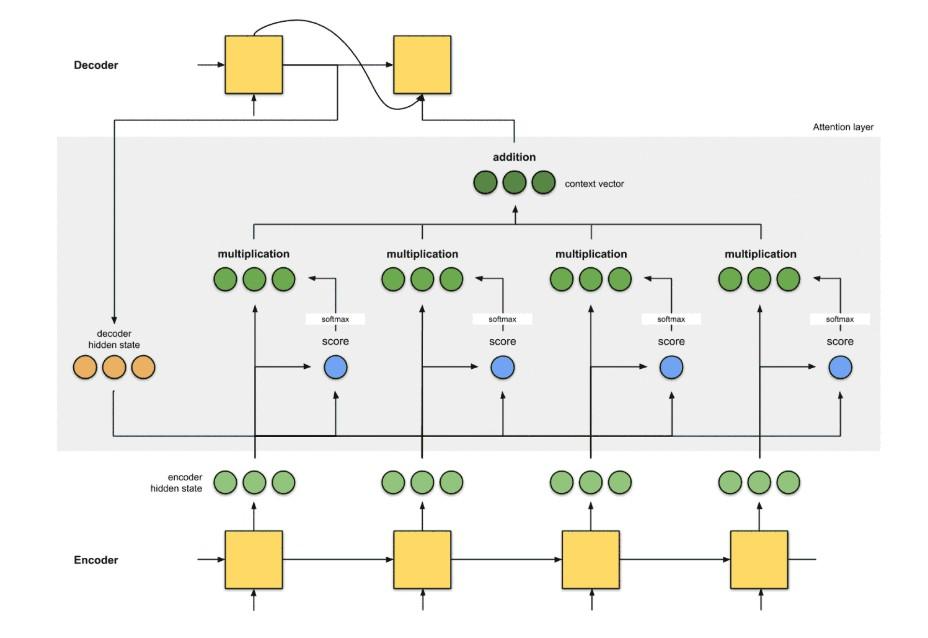 Decoder
Attention layer
addition
context vector
multiplication
multiplication
multiplication
multiplication
softmax
softmax
softmax
softmax
decoder
hidden state
score
score
score
score
encoder
hidden state
Encoder